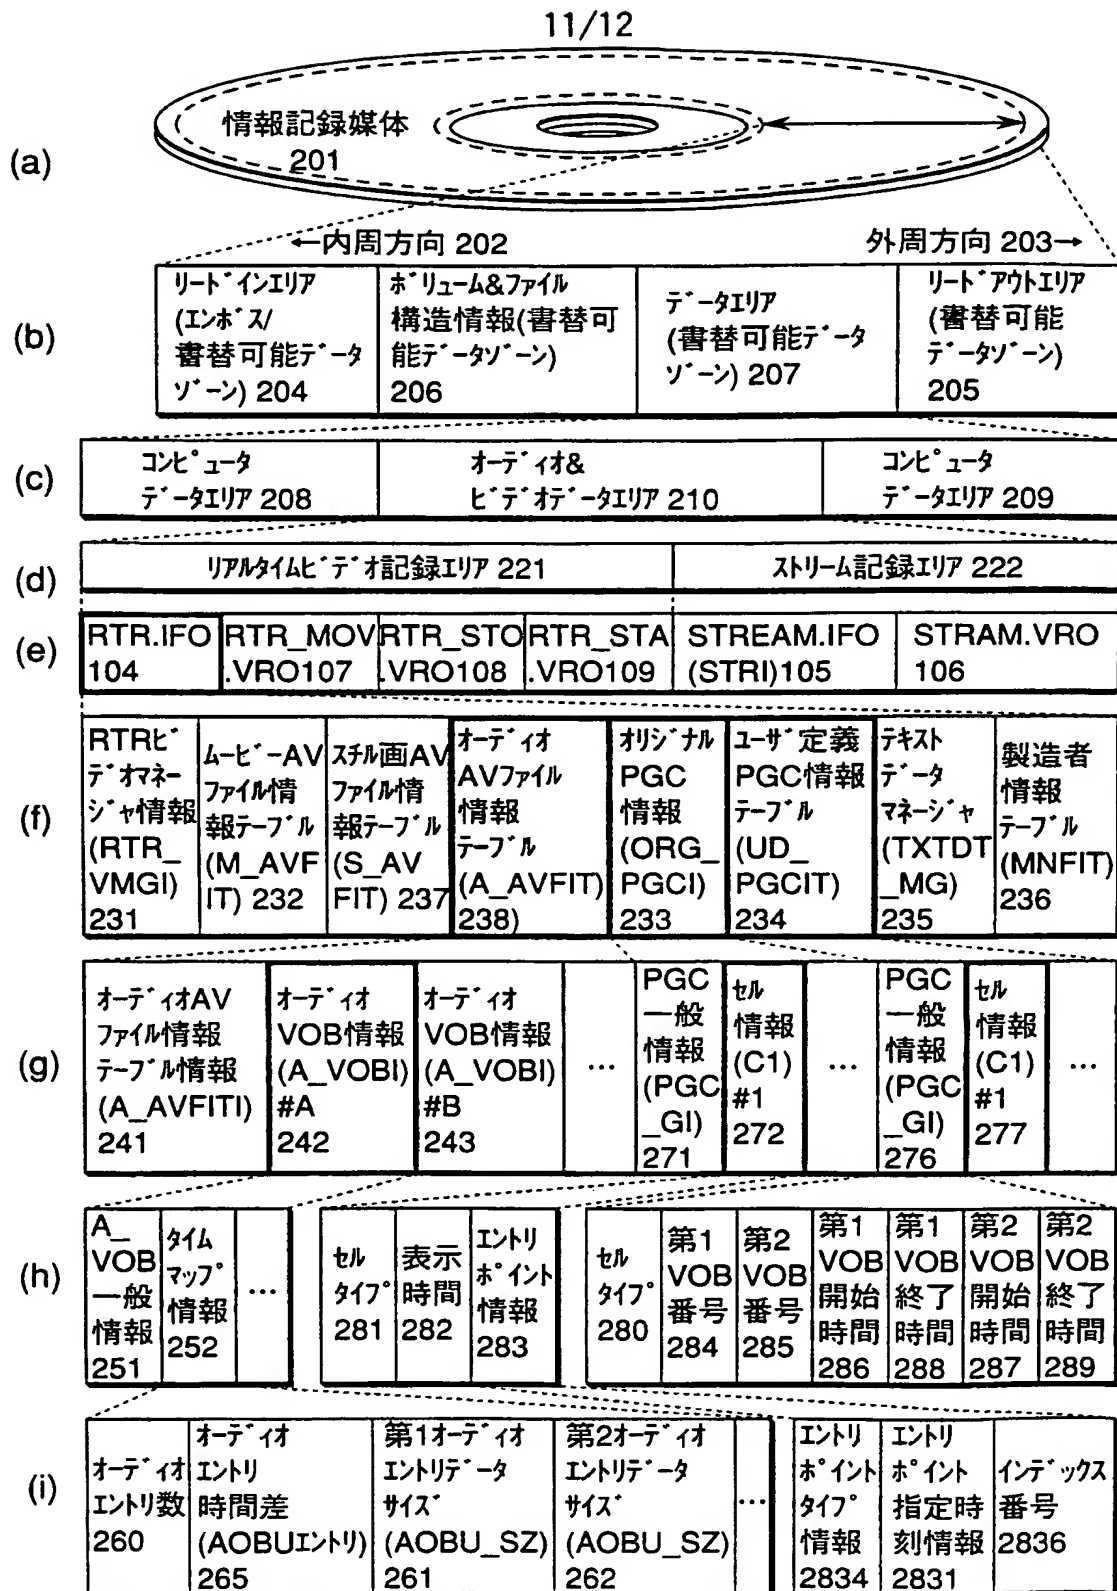 11/12
情報記録媒体
201
(a)
←内周方向 202
外周方向 203→
(b)
リードインエリア
(エンボス/
書替可能データ
ゾーン) 204
ボリューム&ファイル
構造情報(書替可
能データゾーン)
206
データエリア
(書替可能データ
ゾーン) 207
リードアウトエリア
(書替可能
データゾーン)
205
(c)
コンピュータ
データエリア 208
オーディオ&
ビデオデータエリア 210
コンピュータ
データエリア 209
(d)
リアルタイムビデオ記録エリア 221
ストリーム記録エリア 222
(e)
RTR.IFO
104
RTR_MOV
.VRO107
RTR_STO
.VRO108
RTR_STA
.VRO109
STREAM.IFO
(STRI)105
STRAM.VRO
106
(f)
RTRビ
デオマネー
ジャ情報
(RTR_
VMGI)
231
ムービーAV
ファイル情
報テーブル
(M_AVF
IT) 232
スチル画AV
ファイル情
報テーブル
(S_AV
FIT) 237
オーディオ
AVファイル
情報
テーブル
(A_AVFIT)
238)
オリジナル
PGC
情報
(ORG_
PGCI)
233
ユーザ定義
PGC情報
テーブル
(UD_
PGCIT)
234
テキスト
データ
マネージャ
(TXTDT
_MG)
235
製造者
情報
テーブル
(MNFIT)
236
(g)
オーディオAV
ファイル情報
テーブル情報
(A_AVFITI)
241
オーディオ
VOB情報
(A_VOBI)
#A
242
オーディオ
VOB情報
(A_VOBI)
#B
243
…
PGC
一般
情報
(PGC
_GI)
271
セル
情報
(C1)
#1
272
…
PGC
一般
情報
(PGC
_GI)
276
セル
情報
(C1)
#1
277
…
(h)
A_
VOB
一般
情報
251
タイム
マップ
情報
252
…
セル
タイプ
281
表示
時間
282
エントリ
ポイント
情報
283
セル
タイプ
280
第1
VOB
番号
284
第2
VOB
番号
285
第1
VOB
開始
時間
286
第1
VOB
終了
時間
288
第2
VOB
開始
時間
287
第2
VOB
終了
時間
289
(i)
オーディオ
エントリ数
260
オーディオ
エントリ
時間差
(AOBUエントリ)
265
第1オーディオ
エントリデータ
サイズ
(AOBU_SZ)
261
第2オーディオ
エントリデータ
サイズ
(AOBU_SZ)
262
…
エントリ
ポイント
タイプ
情報
2834
エントリ
ポイント
指定時
刻情報
2831
インデックス
番号
2836